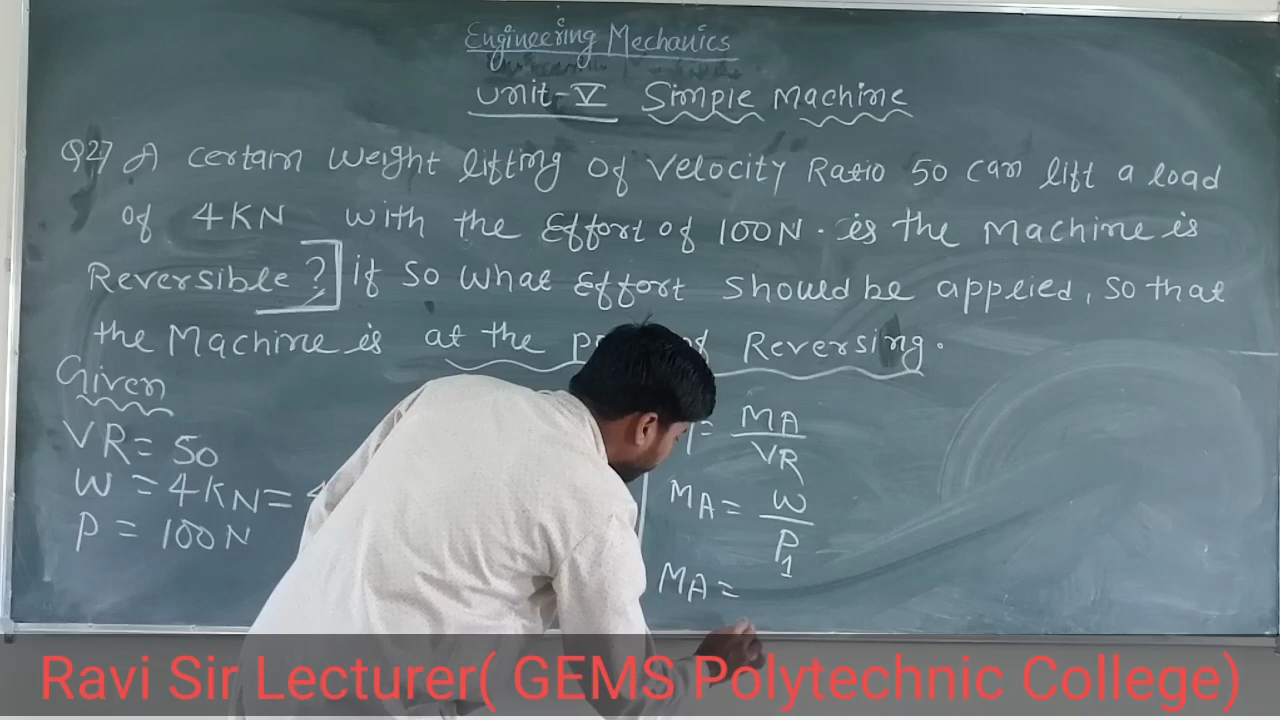 Engineering Mechanics
Unit-V Simple Machine
Q27 A certain weight lifting of velocity Ratio 50 can lift a load
of 4KN with the Effort of 100N. is the Machine is
Reversible? if so what Effort should be applied, so that
the Machine is at the of Reversing.
Given
VR = 50
W = 4KN =
P = 100N
= MA/VR
MA = W/P1
MA =
Ravi Sir Lecturer( GEMS Polytechnic College)